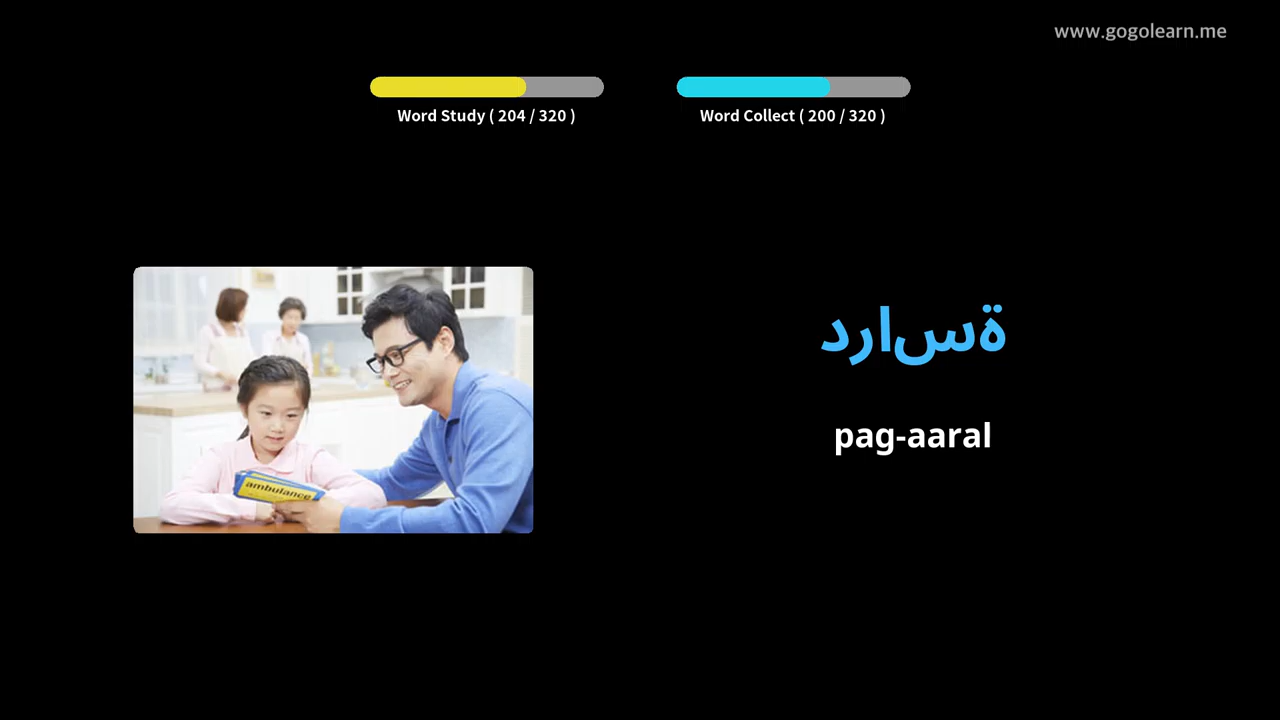 www.gogolearn.me
Word Study ( 204 / 320 )
Word Collect ( 200 / 320 )
ambulance
ةسارد
pag-aaral